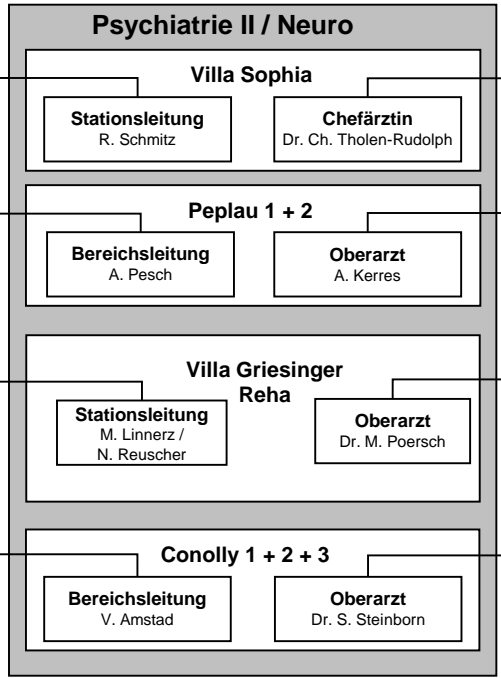 Psychiatrie II / Neuro
Villa Sophia
Stationsleitung
R. Schmitz
Chefärztin
Dr. Ch. Tholen-Rudolph
Peplau 1 + 2
Bereichsleitung
A. Pesch
Oberarzt
A. Kerres
Villa Griesinger
Reha
Stationsleitung
M. Linnerz /
N. Reuscher
Oberarzt
Dr. M. Poersch
Conolly 1 + 2 + 3
Bereichsleitung
V. Amstad
Oberarzt
Dr. S. Steinborn